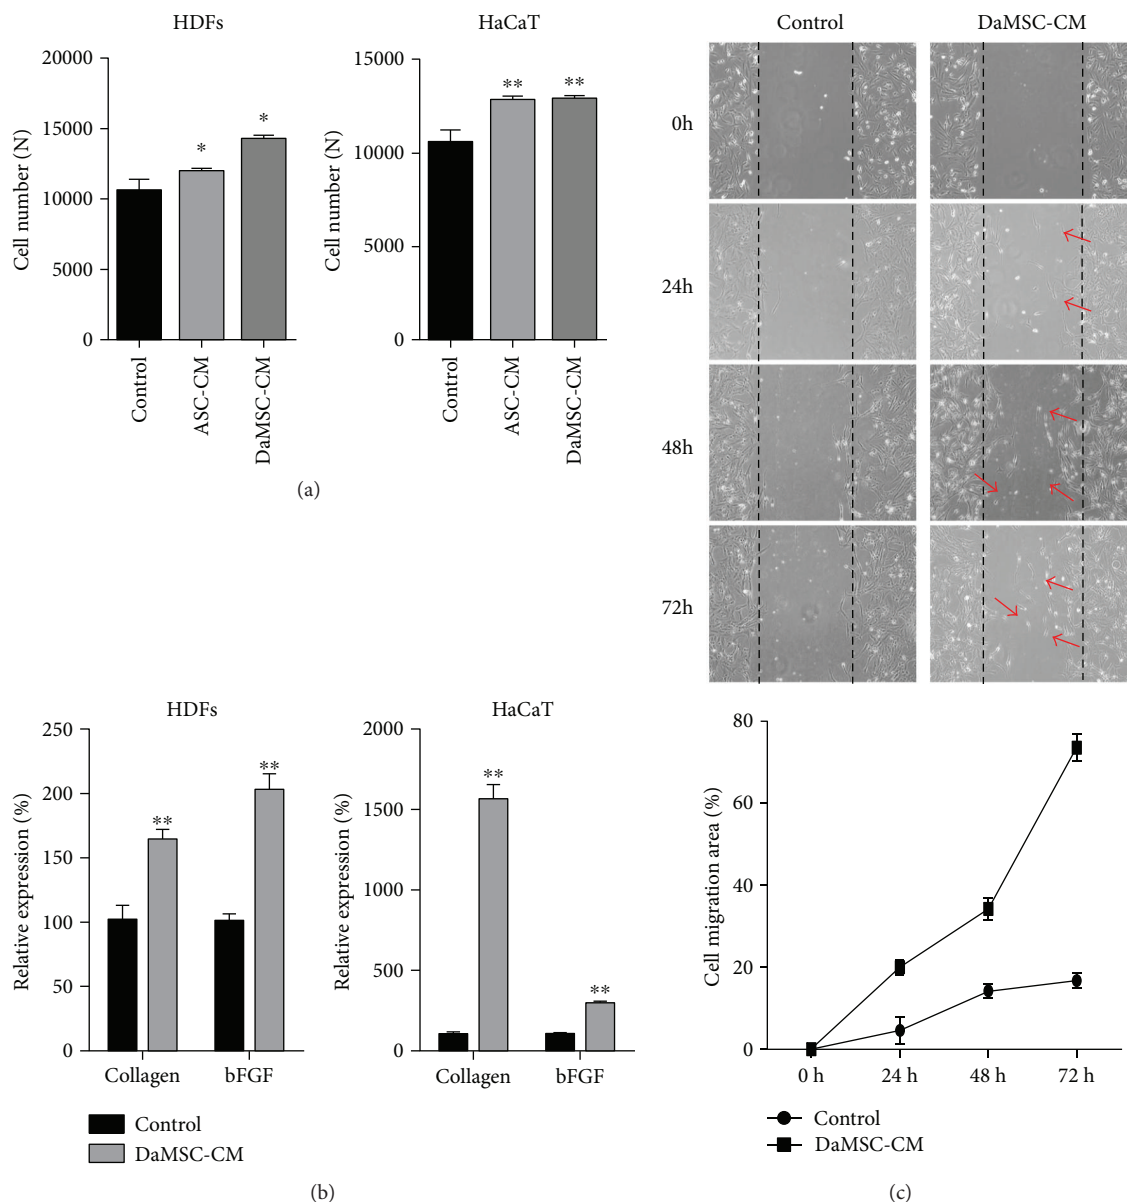 HDFs
20000
15000
10000
5000
0
Cell number (N)
*
*
Control
ASC-CM
DaMSC-CM
HaCaT
15000
10000
5000
0
Cell number (N)
**
**
Control
ASC-CM
DaMSC-CM
(a)
HDFs
250
200
150
100
50
0
Relative expression (%)
**
**
Collagen
bFGF
HaCaT
2000
1500
1000
500
0
Relative expression (%)
**
**
Collagen
bFGF
Control
DaMSC-CM
(b)
Control
DaMSC-CM
0h
24h
48h
72h
80
60
40
20
0
Cell migration area (%)
0 h
24 h
48 h
72 h
Control
DaMSC-CM
(c)